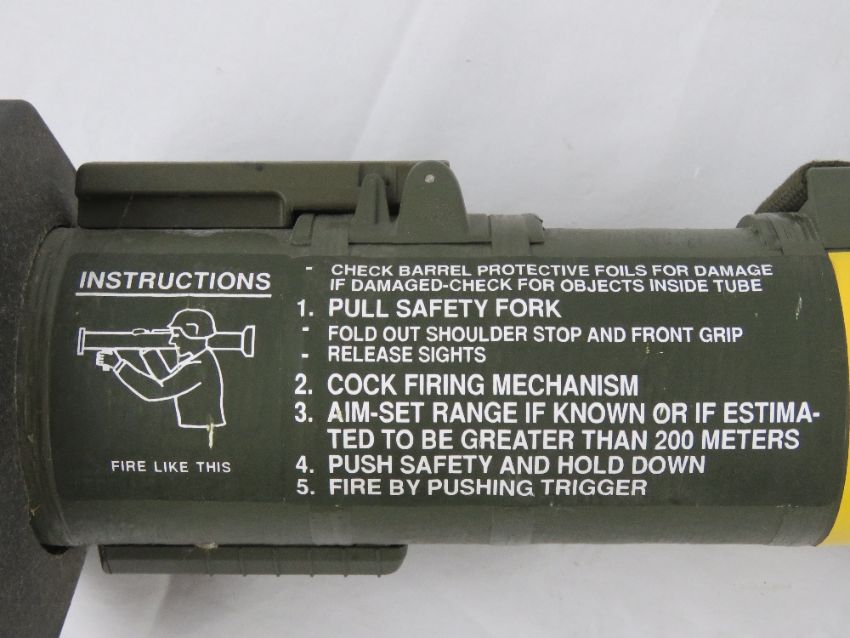 INSTRUCTIONS
FIRE LIKE THIS
- CHECK BARREL PROTECTIVE FOILS FOR DAMAGE
IF DAMAGED-CHECK FOR OBJECTS INSIDE TUBE
1. PULL SAFETY FORK
- FOLD OUT SHOULDER STOP AND FRONT GRIP
- RELEASE SIGHTS
2. COCK FIRING MECHANISM
3. AIM-SET RANGE IF KNOWN OR IF ESTIMA-
TED TO BE GREATER THAN 200 METERS
4. PUSH SAFETY AND HOLD DOWN
5. FIRE BY PUSHING TRIGGER